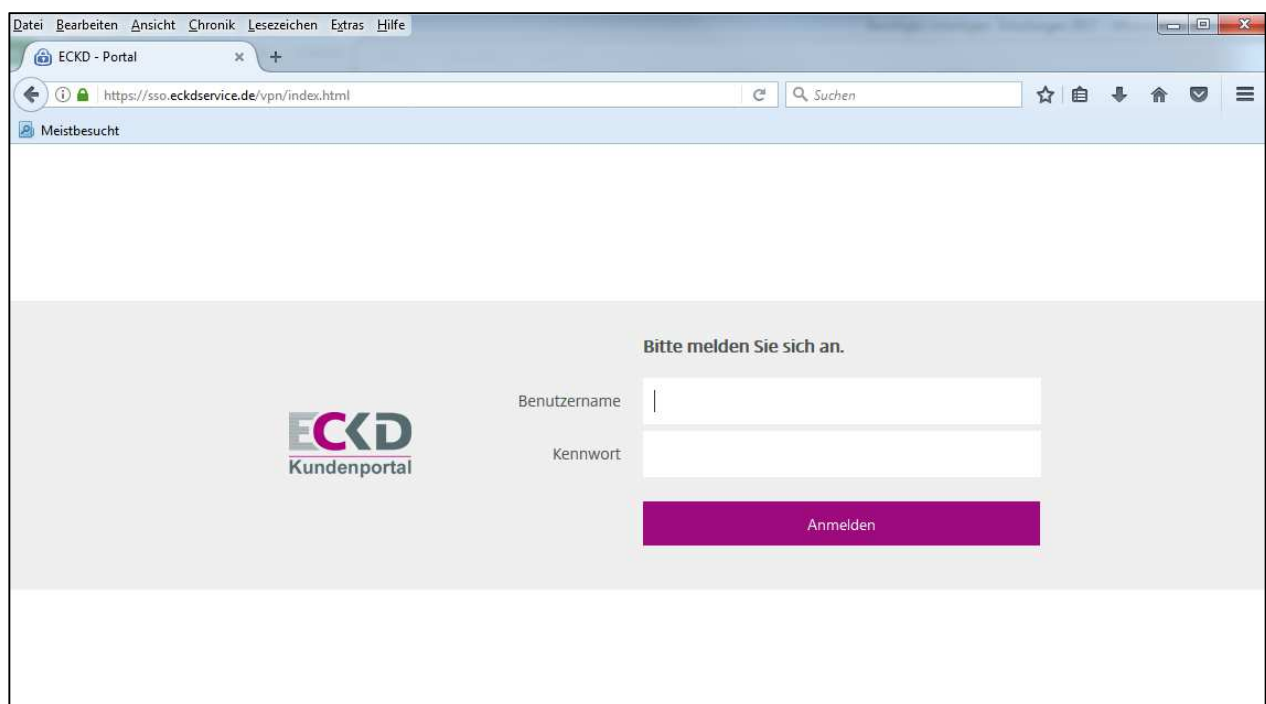 Datei Bearbeiten Ansicht Chronik Lesezeichen Extras Hilfe
ECKD - Portal
https://sso.eckdservice.de/vpn/index.html
Suchen
Meistbesucht
Bitte melden Sie sich an.
Benutzername
ECKD
Kundenportal
Kennwort
Anmelden